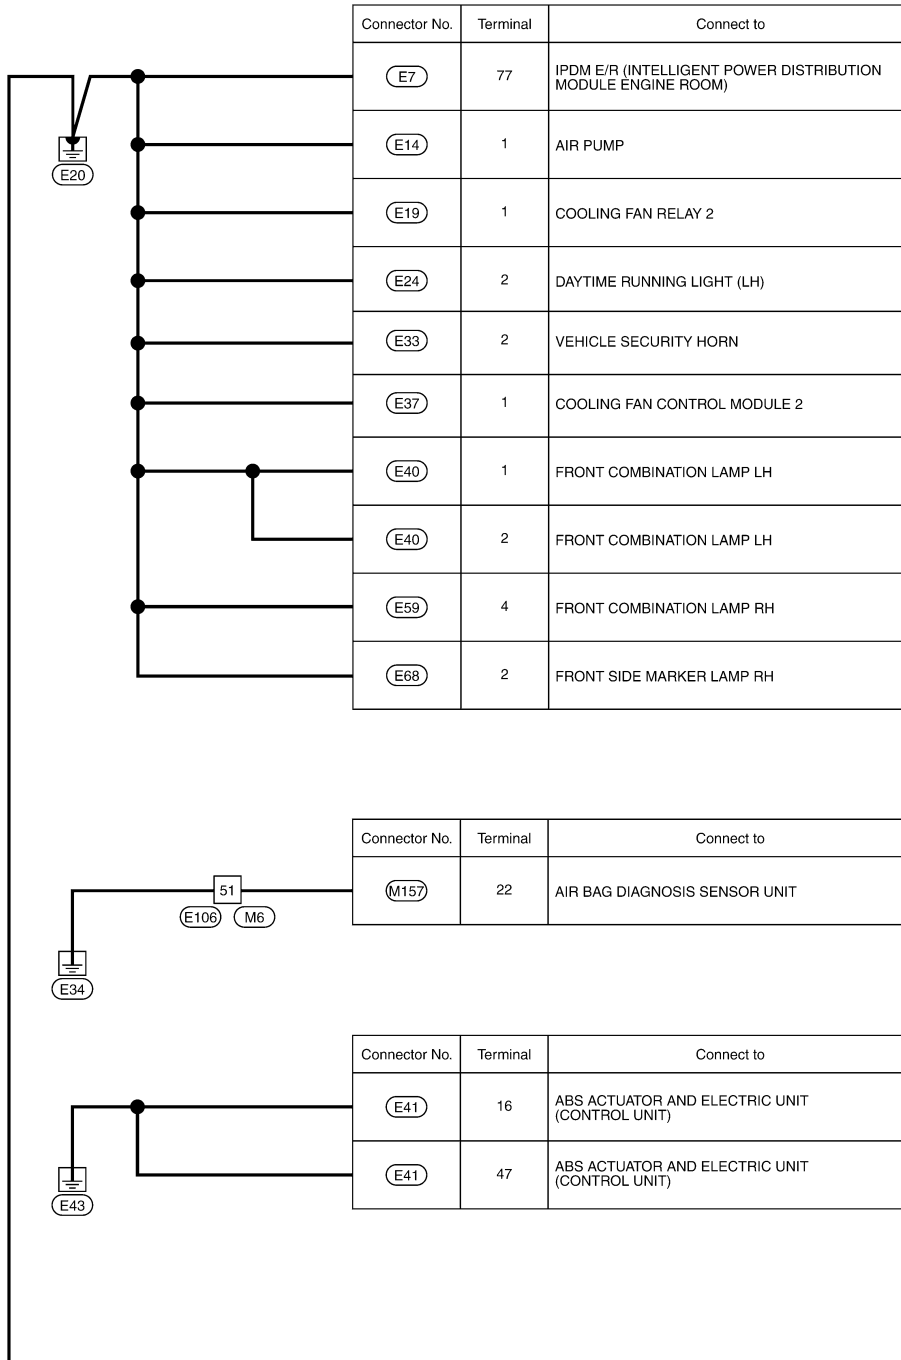 Connector No. Terminal Connect to
E7 77 IPDM E/R (INTELLIGENT POWER DISTRIBUTION
MODULE ENGINE ROOM)
E14 1 AIR PUMP
E20
E19 1 COOLING FAN RELAY 2
E24 2 DAYTIME RUNNING LIGHT (LH)
E33 2 VEHICLE SECURITY HORN
E37 1 COOLING FAN CONTROL MODULE 2
E40 1 FRONT COMBINATION LAMP LH
E40 2 FRONT COMBINATION LAMP LH
E59 4 FRONT COMBINATION LAMP RH
E68 2 FRONT SIDE MARKER LAMP RH
Connector No. Terminal Connect to
51 M157 22 AIR BAG DIAGNOSIS SENSOR UNIT
E106 M6
E34
Connector No. Terminal Connect to
E41 16 ABS ACTUATOR AND ELECTRIC UNIT
(CONTROL UNIT)
E41 47 ABS ACTUATOR AND ELECTRIC UNIT
(CONTROL UNIT)
E43